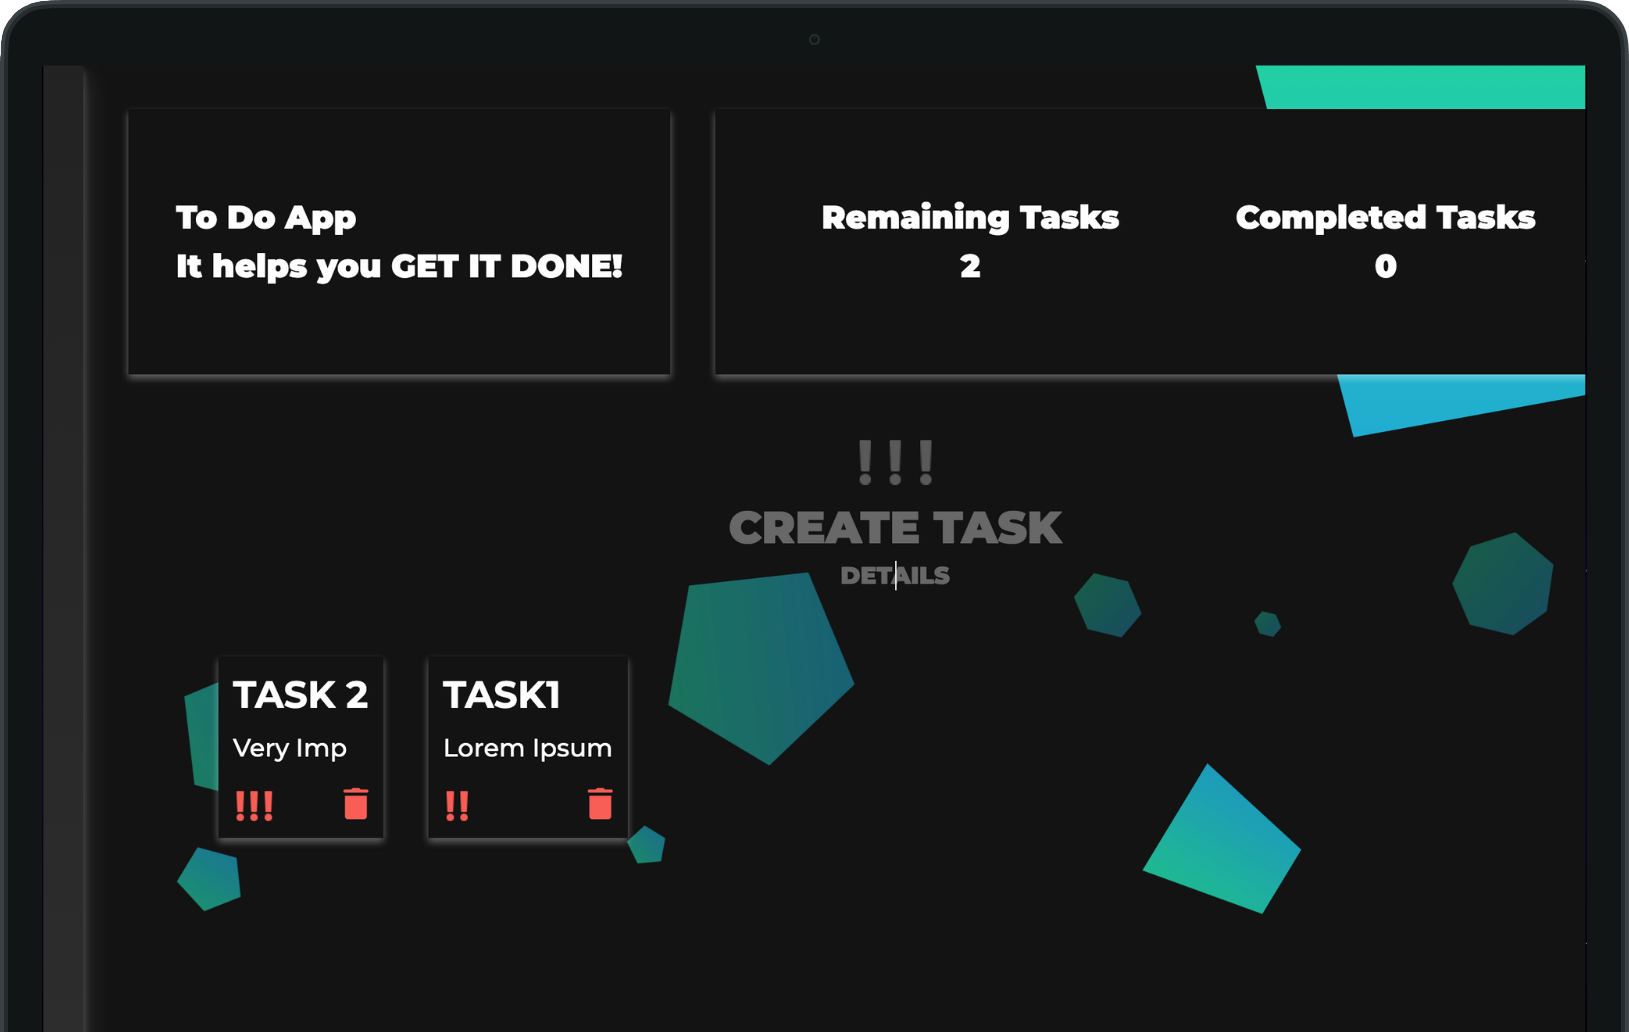 To Do App
It helps you GET IT DONE!
Remaining Tasks
2
Completed Tasks
0
!!!
CREATE TASK
DETAILS
TASK 2
Very Imp
!!!
TASK1
Lorem Ipsum
!!